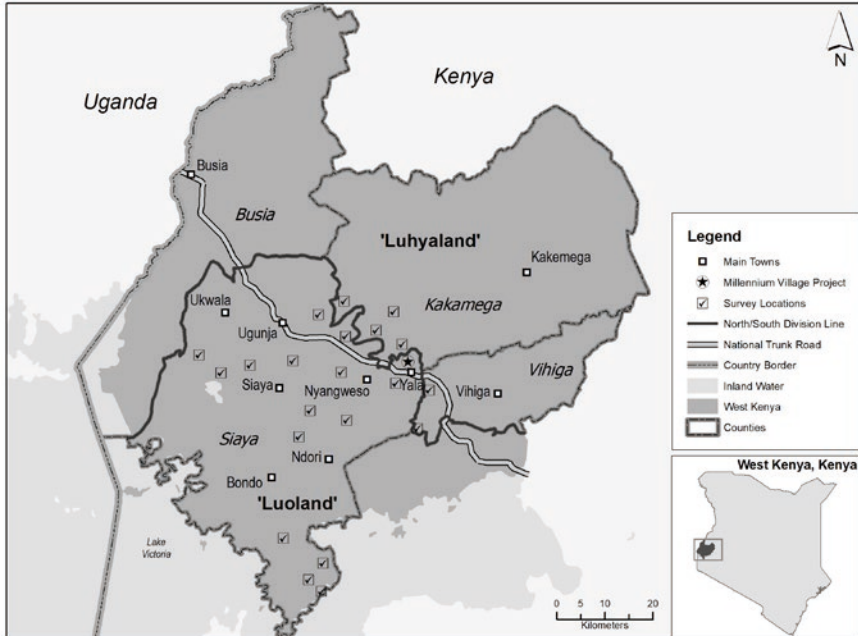 N
Kenya
Uganda
Busia
Busia
'Luhyaland'
Kakemega
Ukwala
Kakamega
Ugunja
Vihiga
Siaya
Nyangweso
Yala
Vihiga
Siaya
Ndori
Bondo
'Luoland'
Lake
Victoria
0 5 10 20
Kilometers
Legend
Main Towns
Millennium Village Project
Survey Locations
North/South Division Line
National Trunk Road
Country Border
Inland Water
West Kenya
Counties
West Kenya, Kenya